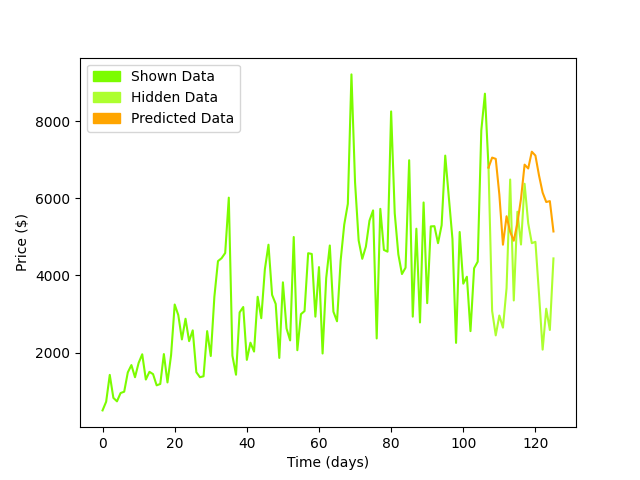 Shown Data
Hidden Data
Predicted Data
8000
6000
4000
2000
Price ($)
0 20 40 60 80 100 120
Time (days)